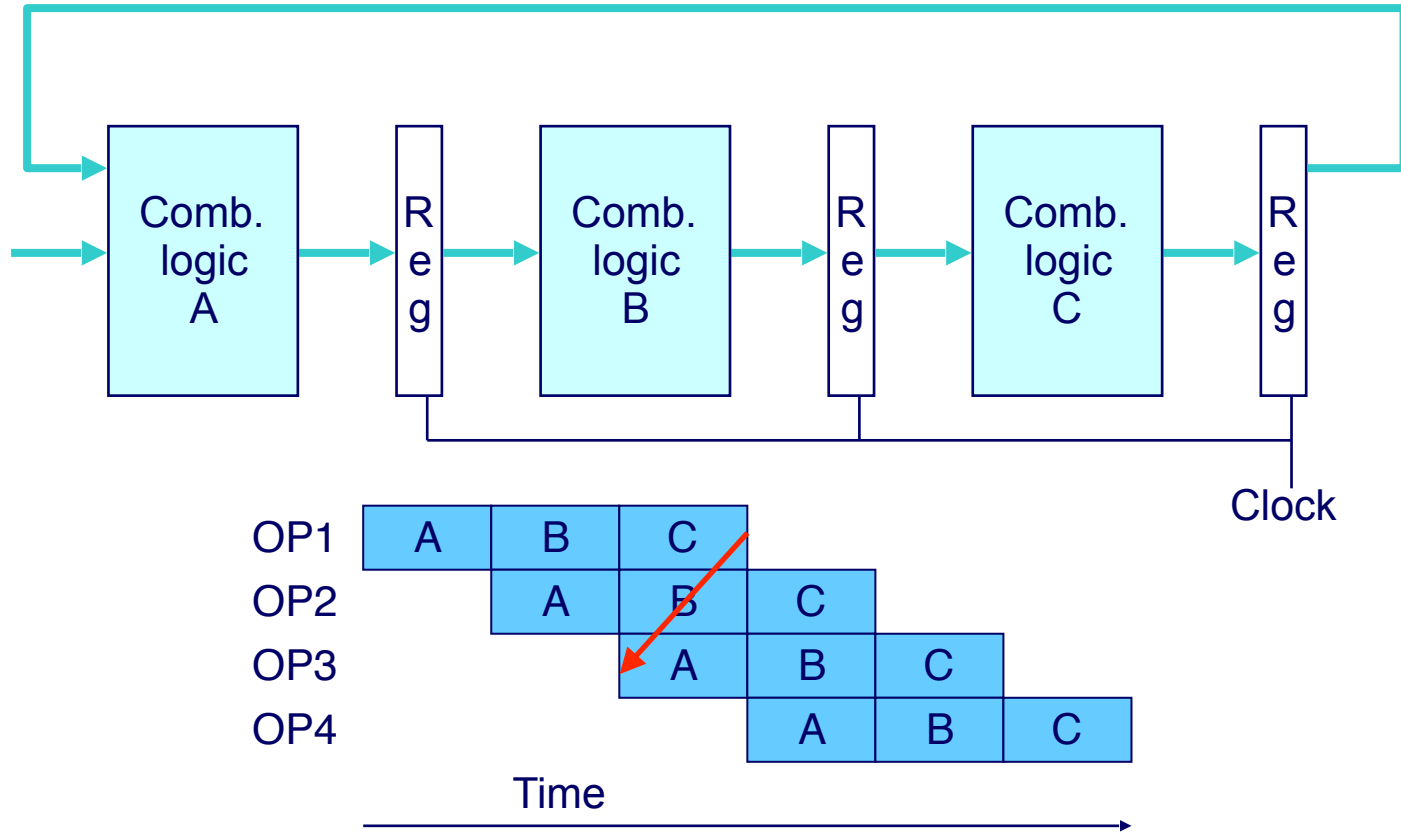 Comb.
logic
A
R
e
g
Comb.
logic
B
R
e
g
Comb.
logic
C
R
e
g
Clock
OP1 A B C
OP2 A B C
OP3 A B C
OP4 A B C
Time